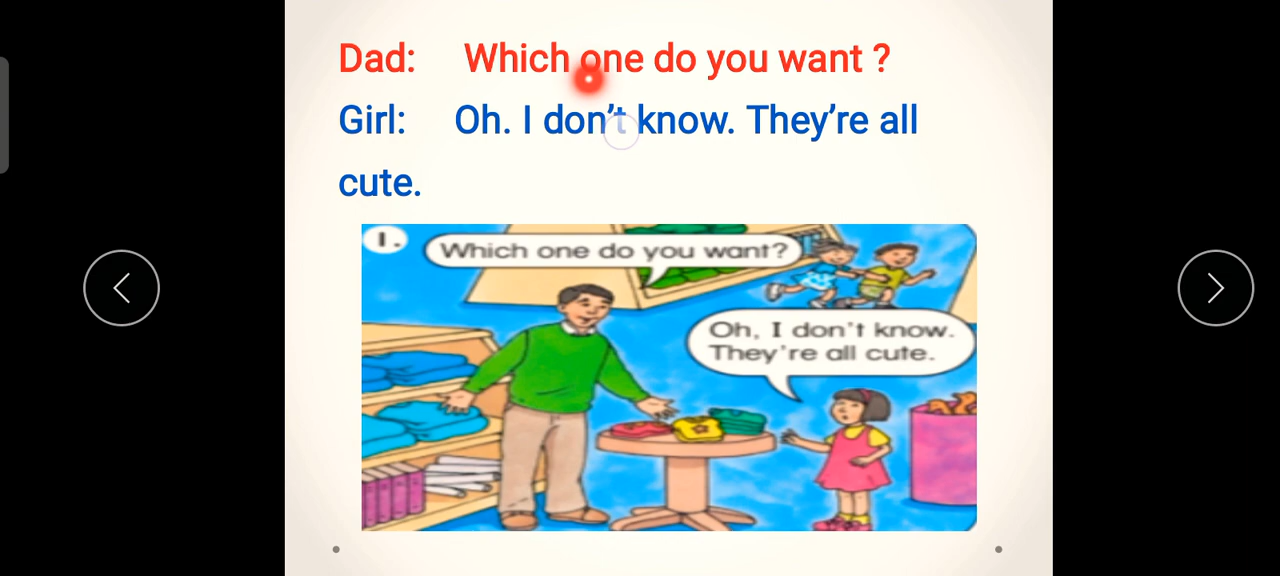 Dad: Which one do you want ?
Girl: Oh. I don't know. They're all
cute.
1.
Which one do you want?
Oh, I don't know.
They're all cute.